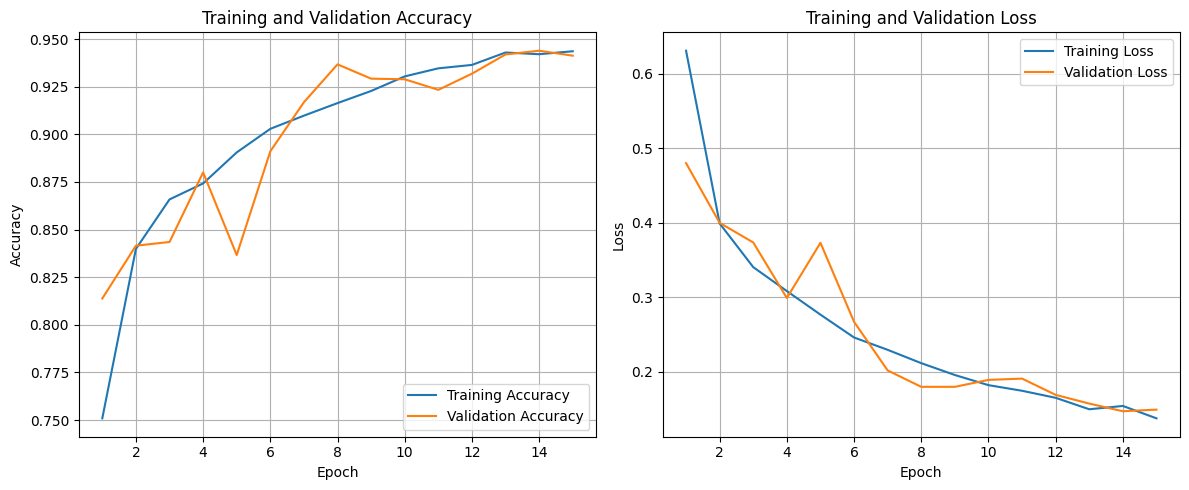 Training and Validation Accuracy
0.950
0.925
0.900
0.875
0.850
0.825
0.800
0.775
0.750
Accuracy
Training Accuracy
Validation Accuracy
2 4 6 8 10 12 14
Epoch
Training and Validation Loss
Training Loss
Validation Loss
0.6
0.5
0.4
0.3
0.2
Loss
2 4 6 8 10 12 14
Epoch